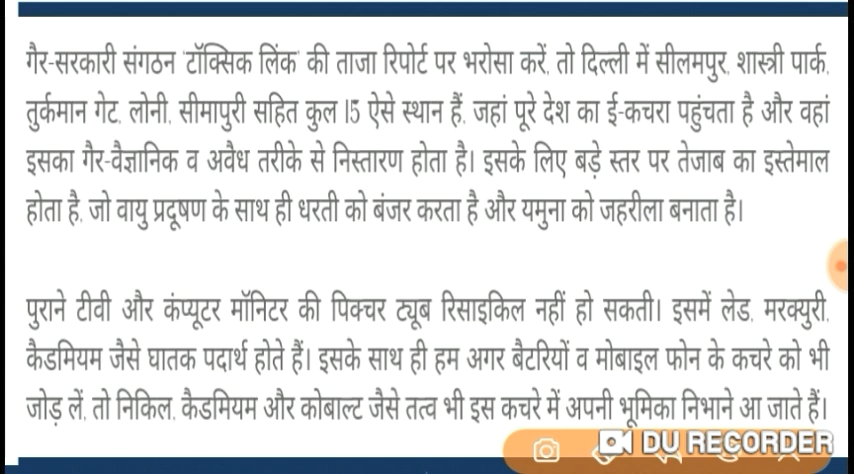 गैर-सरकारी संगठन 'टॉक्सिक लिंक' की ताजा रिपोर्ट पर भरोसा करें, तो दिल्ली में सीलमपुर, शास्त्री पार्क,
तुर्कमान गेट, लोनी, सीमापुरी सहित कुल 15 ऐसे स्थान हैं, जहां पूरे देश का ई-कचरा पहुंचता है और वहां
इसका गैर-वैज्ञानिक व अवैध तरीके से निस्तारण होता है। इसके लिए बड़े स्तर पर तेजाब का इस्तेमाल
होता है, जो वायु प्रदूषण के साथ ही धरती को बंजर करता है और यमुना को जहरीला बनाता है।
पुराने टीवी और कंप्यूटर मॉनिटर की पिक्चर ट्यूब रिसाइकिल नहीं हो सकती। इसमें लेड, मरक्युरी,
कैडमियम जैसे घातक पदार्थ होते हैं। इसके साथ ही हम अगर बैटरियों व मोबाइल फोन के कचरे को भी
जोड़ लें, तो निकिल, कैडमियम और कोबाल्ट जैसे तत्व भी इस कचरे में अपनी भूमिका निभाने आ जाते हैं।
DU RECORDER